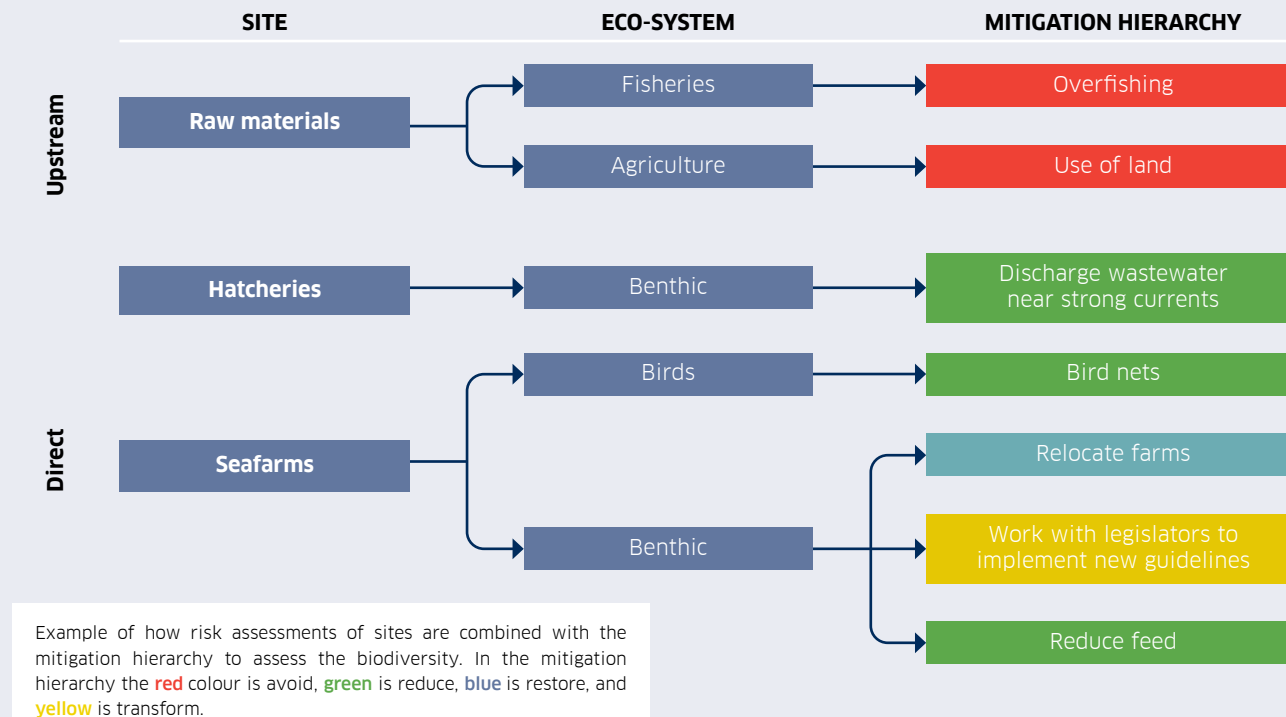 SITE
ECO-SYSTEM
MITIGATION HIERARCHY
Upstream
Raw materials
Fisheries
Overfishing
Agriculture
Use of land
Direct
Hatcheries
Benthic
Discharge wastewater
near strong currents
Seafarms
Birds
Bird nets
Benthic
Relocate farms
Work with legislators to
implement new guidelines
Reduce feed
Example of how risk assessments of sites are combined with the
mitigation hierarchy to assess the biodiversity. In the mitigation
hierarchy the red colour is avoid, green is reduce, blue is restore, and
yellow is transform.